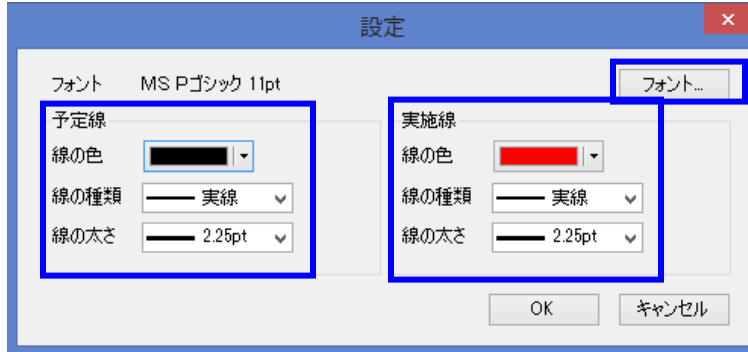 設定
フォント MS Pゴシック 11pt フォント...
予定線 実施線
線の色 線の色
線の種類 実線 線の種類 実線
線の太さ 2.25pt 線の太さ 2.25pt
OK キャンセル